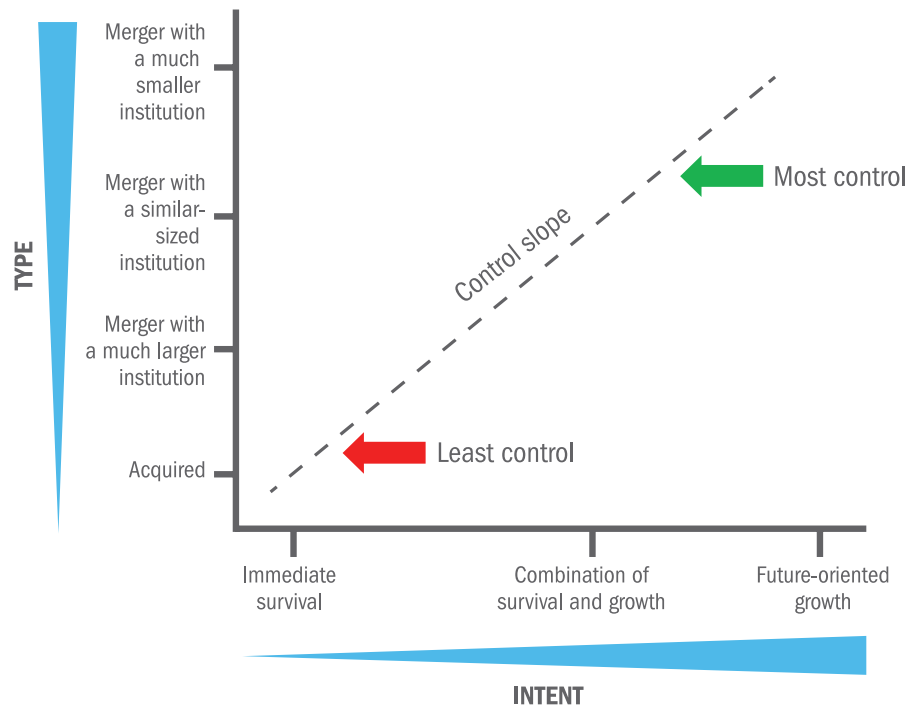 Merger with
a much
smaller
institution
Merger with
a similar-
sized
institution
Merger with
a much larger
institution
Acquired
TYPE
Control slope
Most control
Least control
Immediate
survival
Combination of
survival and growth
Future-oriented
growth
INTENT